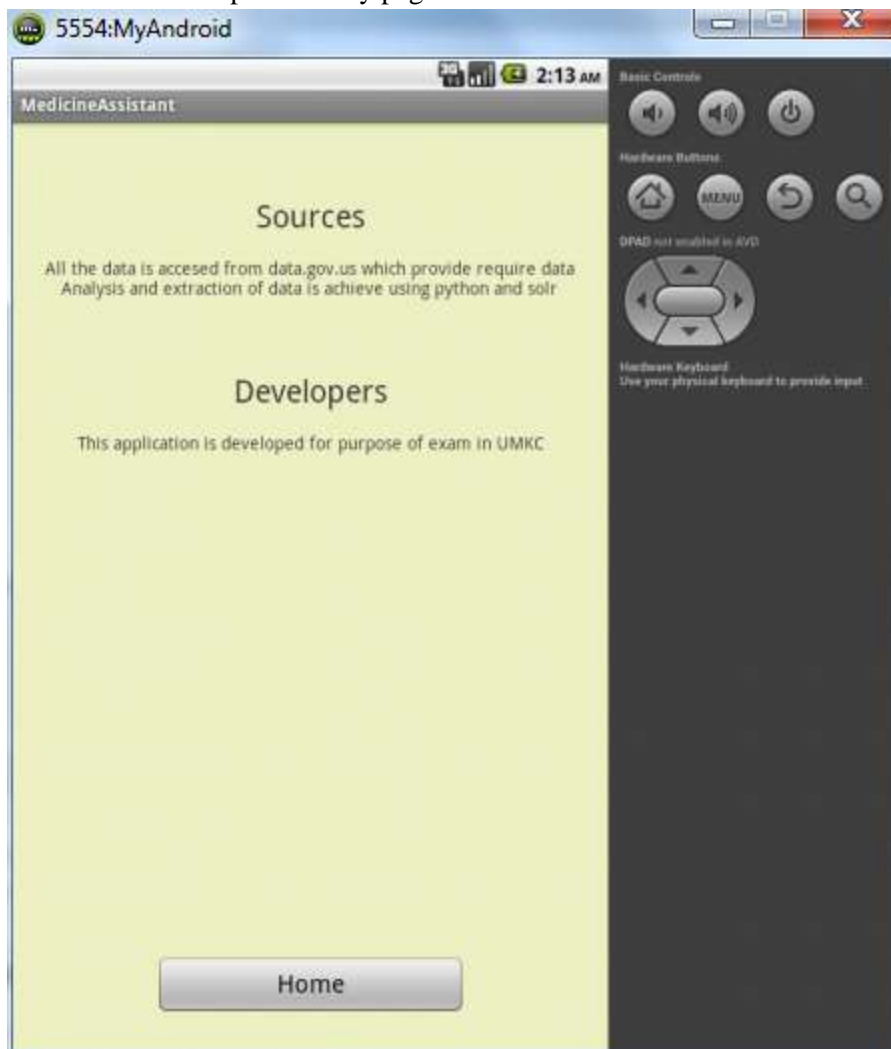 5554:MyAndroid
2:13 AM
MedicineAssistant
Sources
All the data is accesed from data.gov.us which provide require data
Analysis and extraction of data is achieve using python and solr
Developers
This application is developed for purpose of exam in UMKC
Home
Basic Controls
Hardware Buttons
MENU
DPAD not enabled in AVD
Hardware Keyboard
Use your physical keyboard to provide input